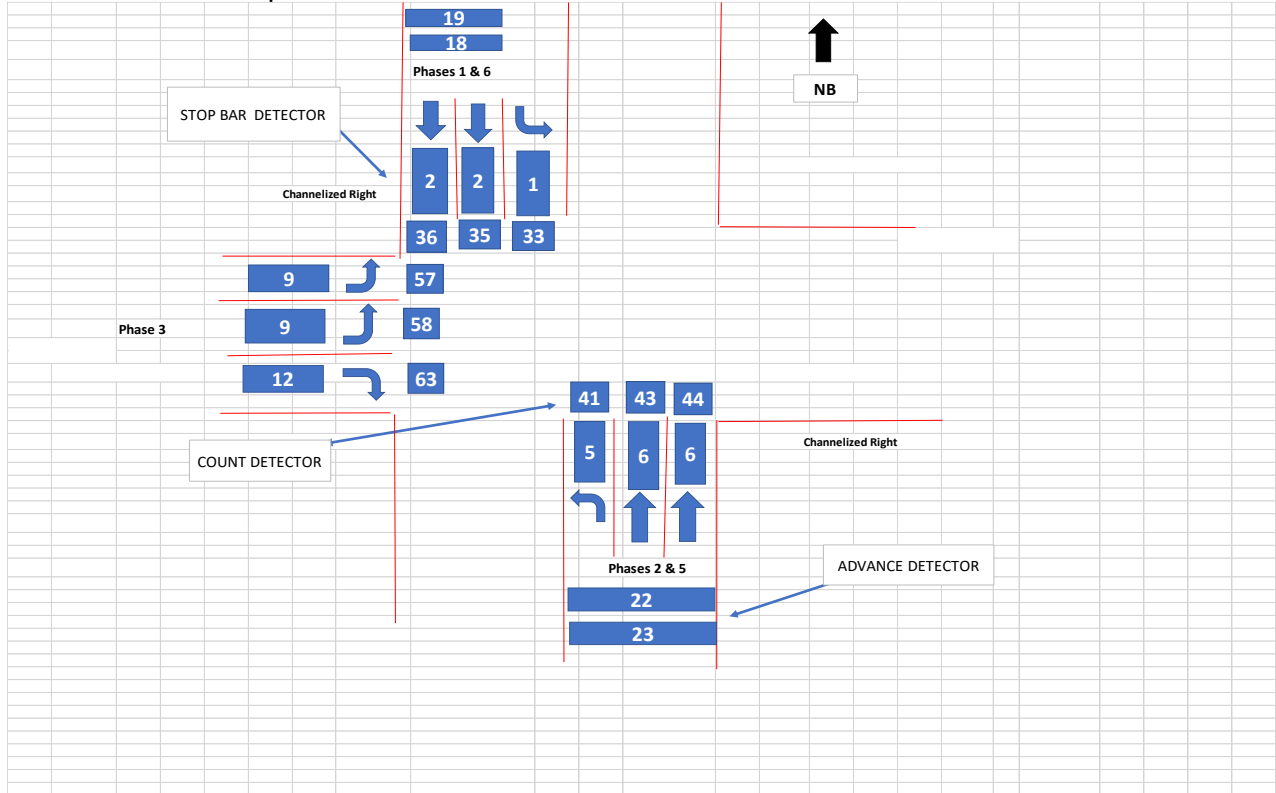 19
18
Phases 1 & 6
NB
STOP BAR DETECTOR
Channelized Right
2 2 1
36 35 33
9 57
Phase 3
9 58
12 63
41 43 44
COUNT DETECTOR
5 6 6
Channelized Right
Phases 2 & 5
ADVANCE DETECTOR
22
23